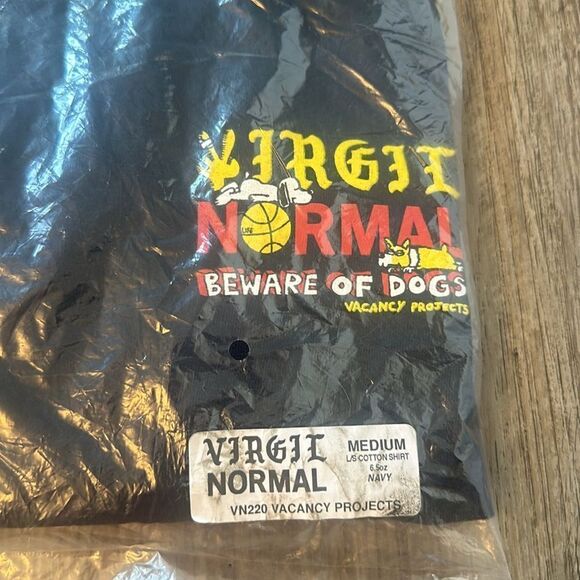 VIRGIL
NORMAL
BEWARE OF DOGS
VACANCY PROJECTS
VIRGIL
NORMAL
MEDIUM
L/S COTTON SHIRT
6.5oz
NAVY
VN220 VACANCY PROJECTS